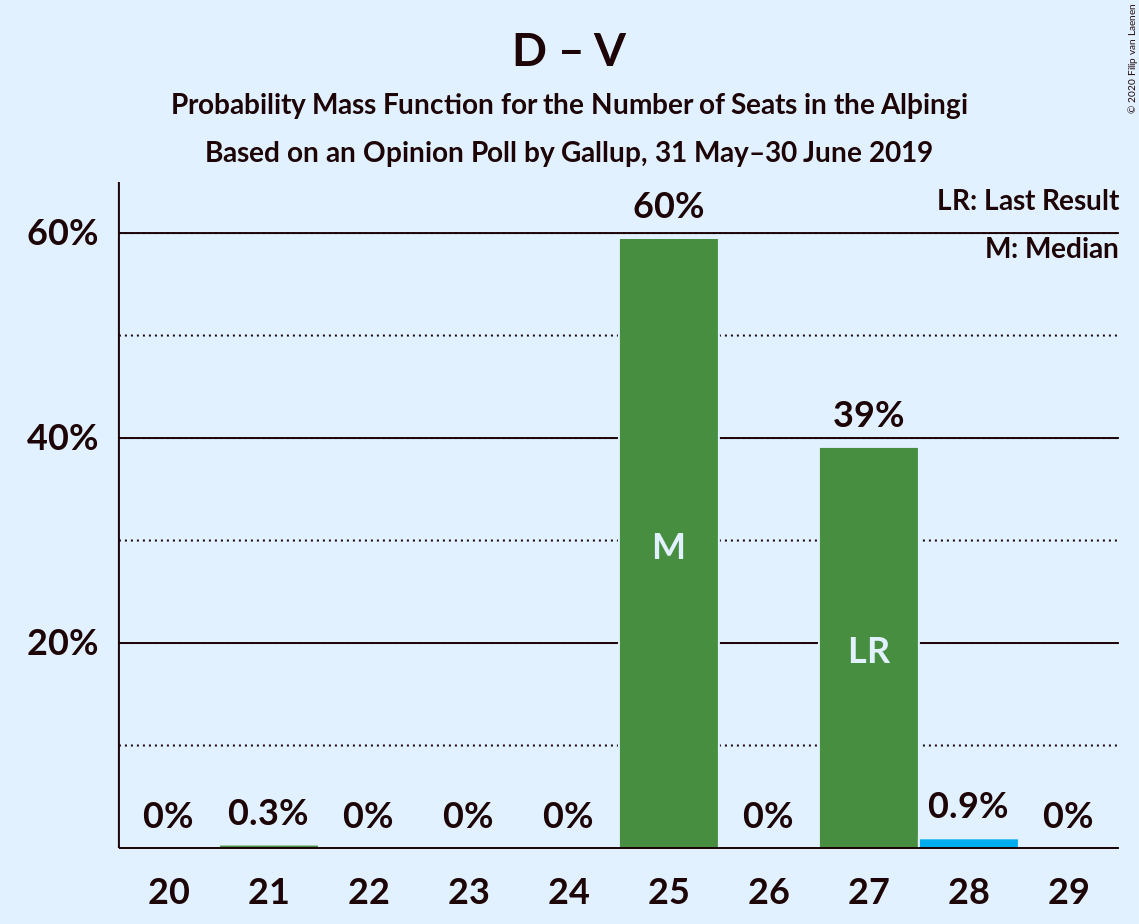 D – V
Probability Mass Function for the Number of Seats in the Alþingi
Based on an Opinion Poll by Gallup, 31 May–30 June 2019
© 2020 Filip van Laenen
LR: Last Result
M: Median
60%
40%
20%
0%
0.3%
0%
0%
0%
60%
0%
39%
0.9%
0%
M
LR
20 21 22 23 24 25 26 27 28 29